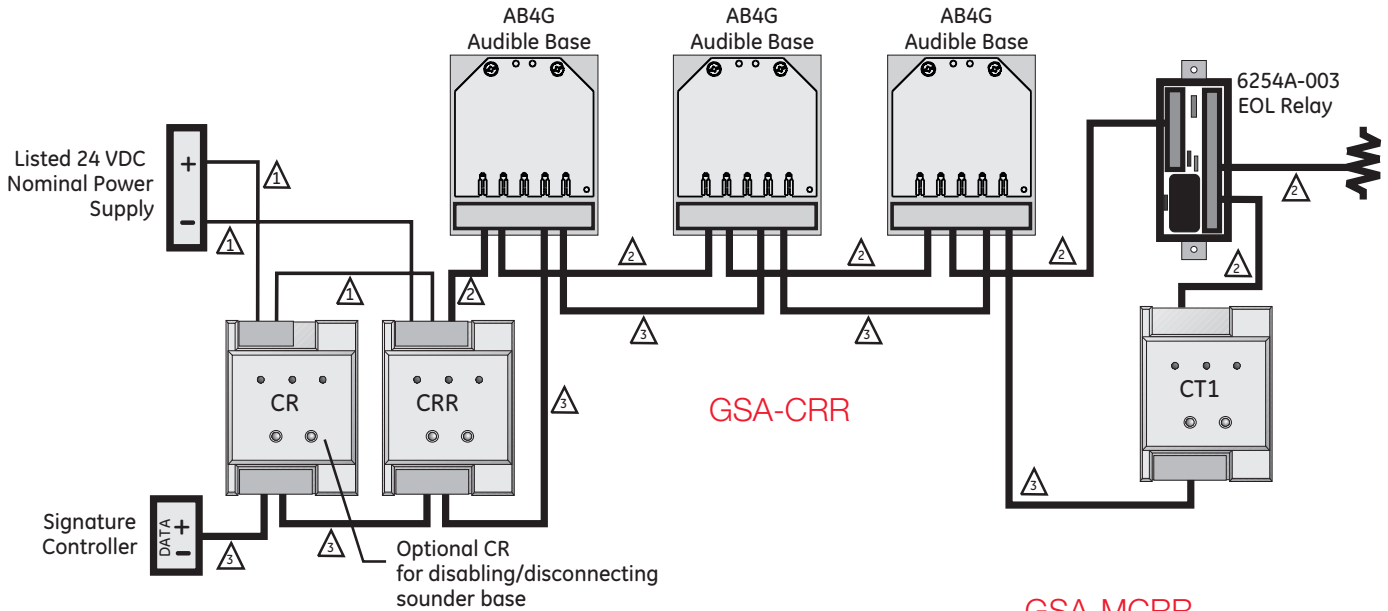 AB4G
Audible Base
AB4G
Audible Base
AB4G
Audible Base
6254A-003
EOL Relay
Listed 24 VDC
Nominal Power
Supply
+
-
1
1
1
2
2
2
2
2
2
3
3
3
CR
CRR
CT1
GSA-CRR
3
3
3
Signature
Controller
DATA
+
-
Optional CR
for disabling/disconnecting
sounder base
GSA-MCRR